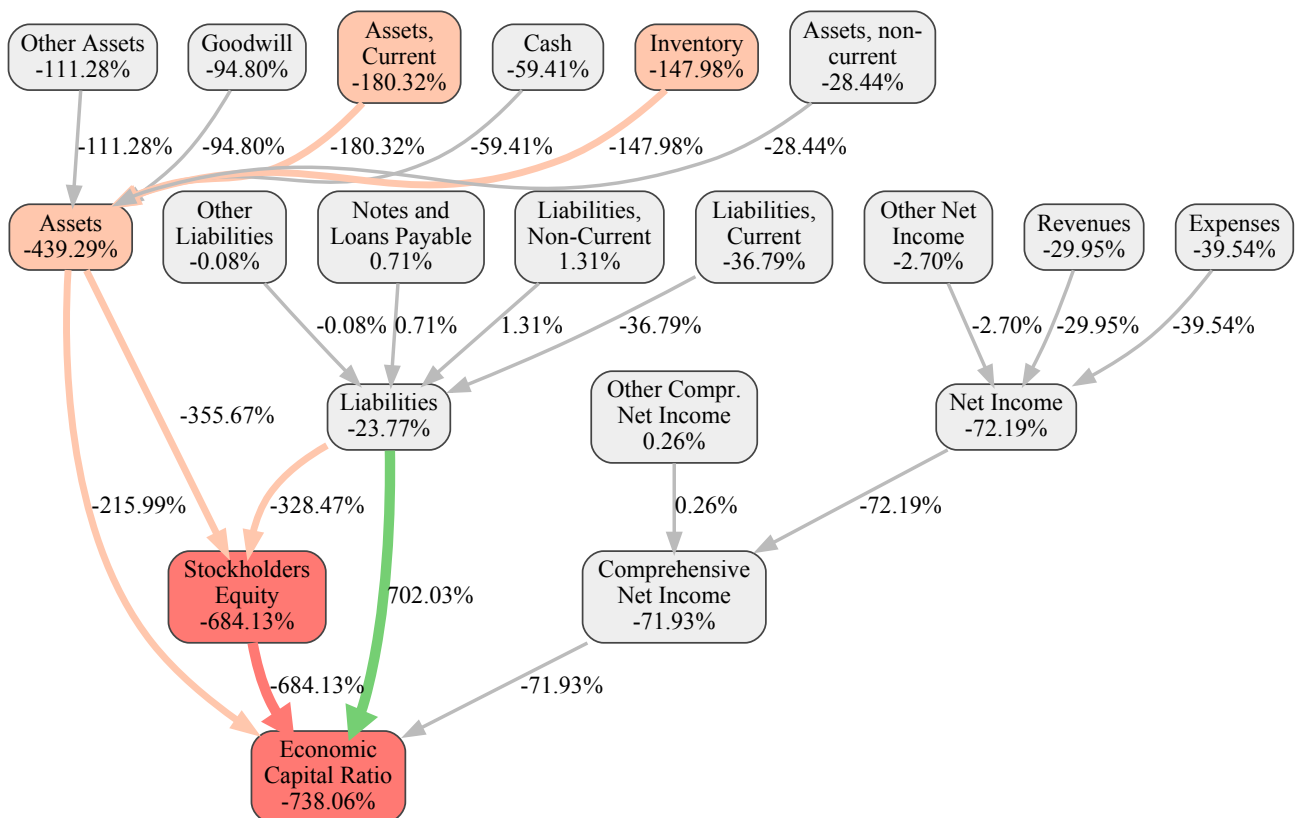 Other Assets
-111.28%
Goodwill
-94.80%
Assets,
Current
-180.32%
Cash
-59.41%
Inventory
-147.98%
Assets, non-
current
-28.44%
-111.28%
-94.80%
-180.32%
-59.41%
-147.98%
-28.44%
Assets
-439.29%
Other
Liabilities
-0.08%
Notes and
Loans Payable
0.71%
Liabilities,
Non-Current
1.31%
Liabilities,
Current
-36.79%
Other Net
Income
-2.70%
Revenues
-29.95%
Expenses
-39.54%
-0.08%
0.71%
1.31%
-36.79%
-2.70%
-29.95%
-39.54%
-355.67%
Liabilities
-23.77%
Other Compr.
Net Income
0.26%
Net Income
-72.19%
-215.99%
-328.47%
0.26%
-72.19%
Stockholders
Equity
-684.13%
702.03%
Comprehensive
Net Income
-71.93%
-684.13%
-71.93%
Economic
Capital Ratio
-738.06%